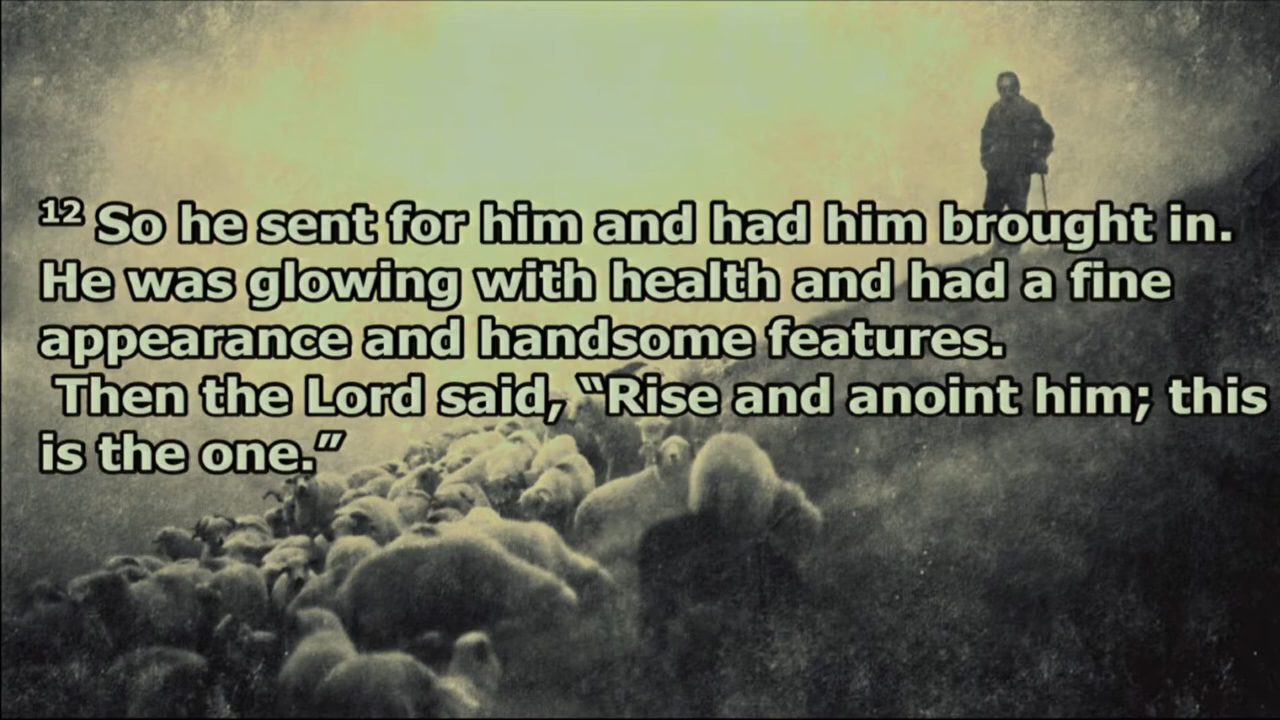 ¹² So he sent for him and had him brought in.
He was glowing with health and had a fine
appearance and handsome features.
Then the Lord said, “Rise and anoint him; this
is the one.”